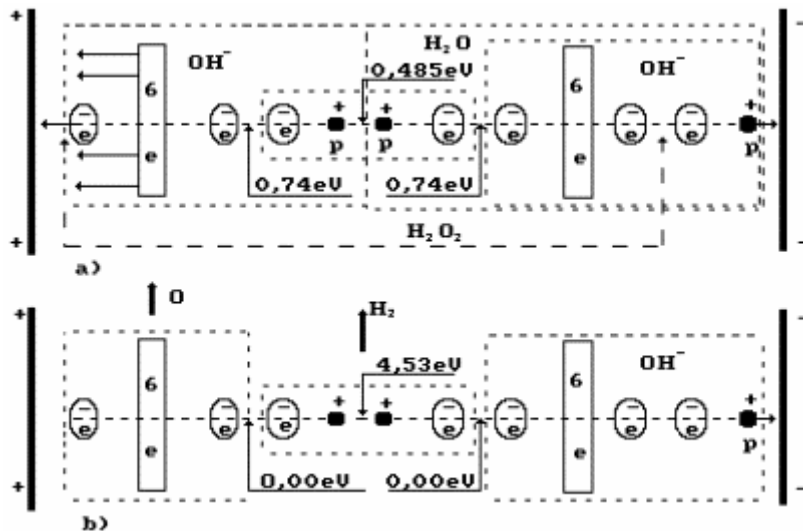 + −
H₂O
OH⁻ OH⁻
0,485eV
6 + + 6
− e − e − e − e − e − e +
p p p
e e
0,74eV 0,74eV
+ H₂O₂ −
a)
O
H₂
+ −
OH⁻
4,53eV
6 + + 6
− e − e − e − e − e − e +
p
e e
0,00eV 0,00eV
+ −
b)